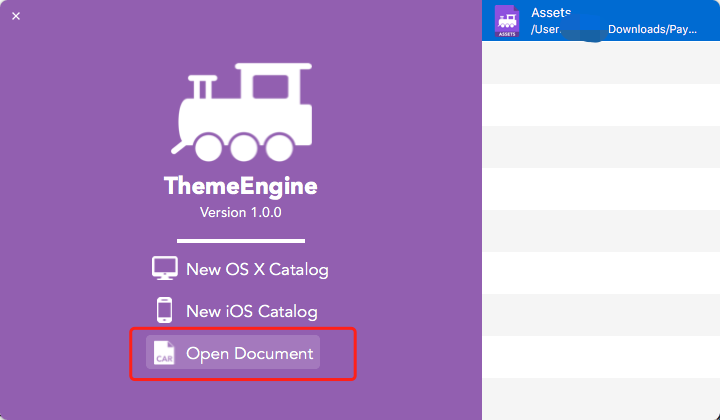 Assets
/User Downloads/Pay...
ASSETS
ThemeEngine
Version 1.0.0
New OS X Catalog
New iOS Catalog
CAR
Open Document